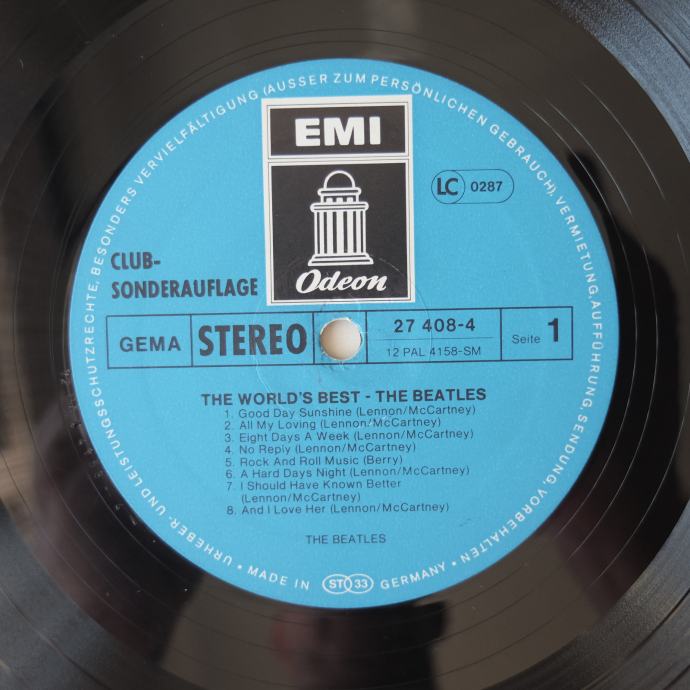 URHEBER- UND LEISTUNGSSCHUTZRECHTE, BESONDERS VERVIELFÄLTIGUNG (AUSSER ZUM PERSÖNLICHEN GEBRAUCH), VERMIETUNG, AUFFÜHRUNG, SENDUNG, VORBEHALTEN •
EMI
LC 0287
Odeon
CLUB-
SONDERAUFLAGE
GEMA STEREO 27 408-4 Seite 1
12 PAL 4158-SM
THE WORLD'S BEST - THE BEATLES
1. Good Day Sunshine (Lennon/McCartney)
2. All My Loving (Lennon/McCartney)
3. Eight Days A Week (Lennon/McCartney)
4. No Reply (Lennon/McCartney)
5. Rock And Roll Music (Berry)
6. A Hard Days Night (Lennon/McCartney)
7. I Should Have Known Better
(Lennon/McCartney)
8. And I Love Her (Lennon/McCartney)
THE BEATLES
• MADE IN ST 33 GERMANY •